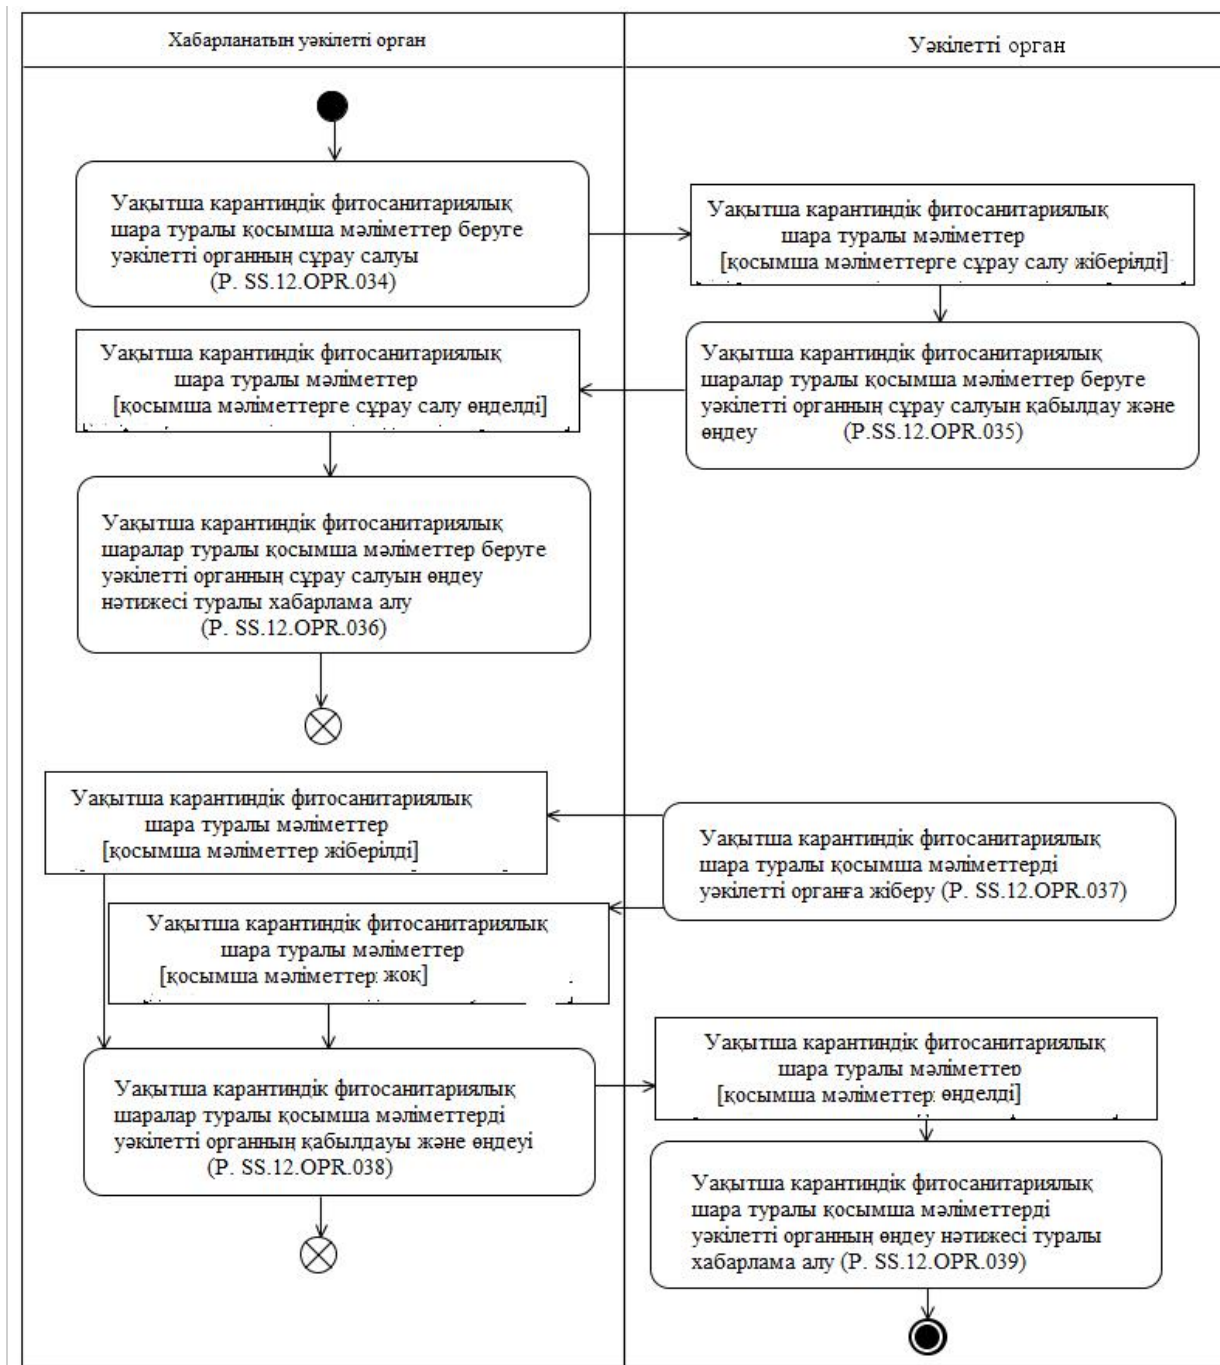 Хабарланатын уәкілетті орган
Уәкілетті орган
Уақытша карантиндік фитосанитариялық
шара туралы қосымша мәліметтер беруге
уәкілетті органның сұрау салуы
(P. SS.12.OPR.034)
Уақытша карантиндік фитосанитариялық
шара туралы мәліметтер
[қосымша мәліметтерге сұрау салу жіберілді]
Уақытша карантиндік фитосанитариялық
шаралар туралы қосымша мәліметтер беруге
уәкілетті органның сұрау салуын қабылдау және
өңдеу (P.SS.12.OPR.035)
Уақытша карантиндік фитосанитариялық
шара туралы мәліметтер
[қосымша мәліметтерге сұрау салу өңделді]
Уақытша карантиндік фитосанитариялық
шаралар туралы қосымша мәліметтер беруге
уәкілетті органның сұрау салуын өңдеу
нәтижесі туралы хабарлама алу
(P. SS.12.OPR.036)
Уақытша карантиндік фитосанитариялық
шара туралы қосымша мәліметтерді
уәкілетті органға жіберу (P. SS.12.OPR.037)
Уақытша карантиндік фитосанитариялық
шара туралы мәліметтер
[қосымша мәліметтер жіберілді]
Уақытша карантиндік фитосанитариялық
шара туралы мәліметтер
[қосымша мәліметтер жоқ]
Уақытша карантиндік фитосанитариялық
шаралар туралы қосымша мәліметтерді
уәкілетті органның қабылдауы және өңдеуі
(P. SS.12.OPR.038)
Уақытша карантиндік фитосанитариялық
шара туралы мәліметтер
[қосымша мәліметтер өңделді]
Уақытша карантиндік фитосанитариялық
шара туралы қосымша мәліметтерді
уәкілетті органның өңдеу нәтижесі туралы
хабарлама алу (P. SS.12.OPR.039)